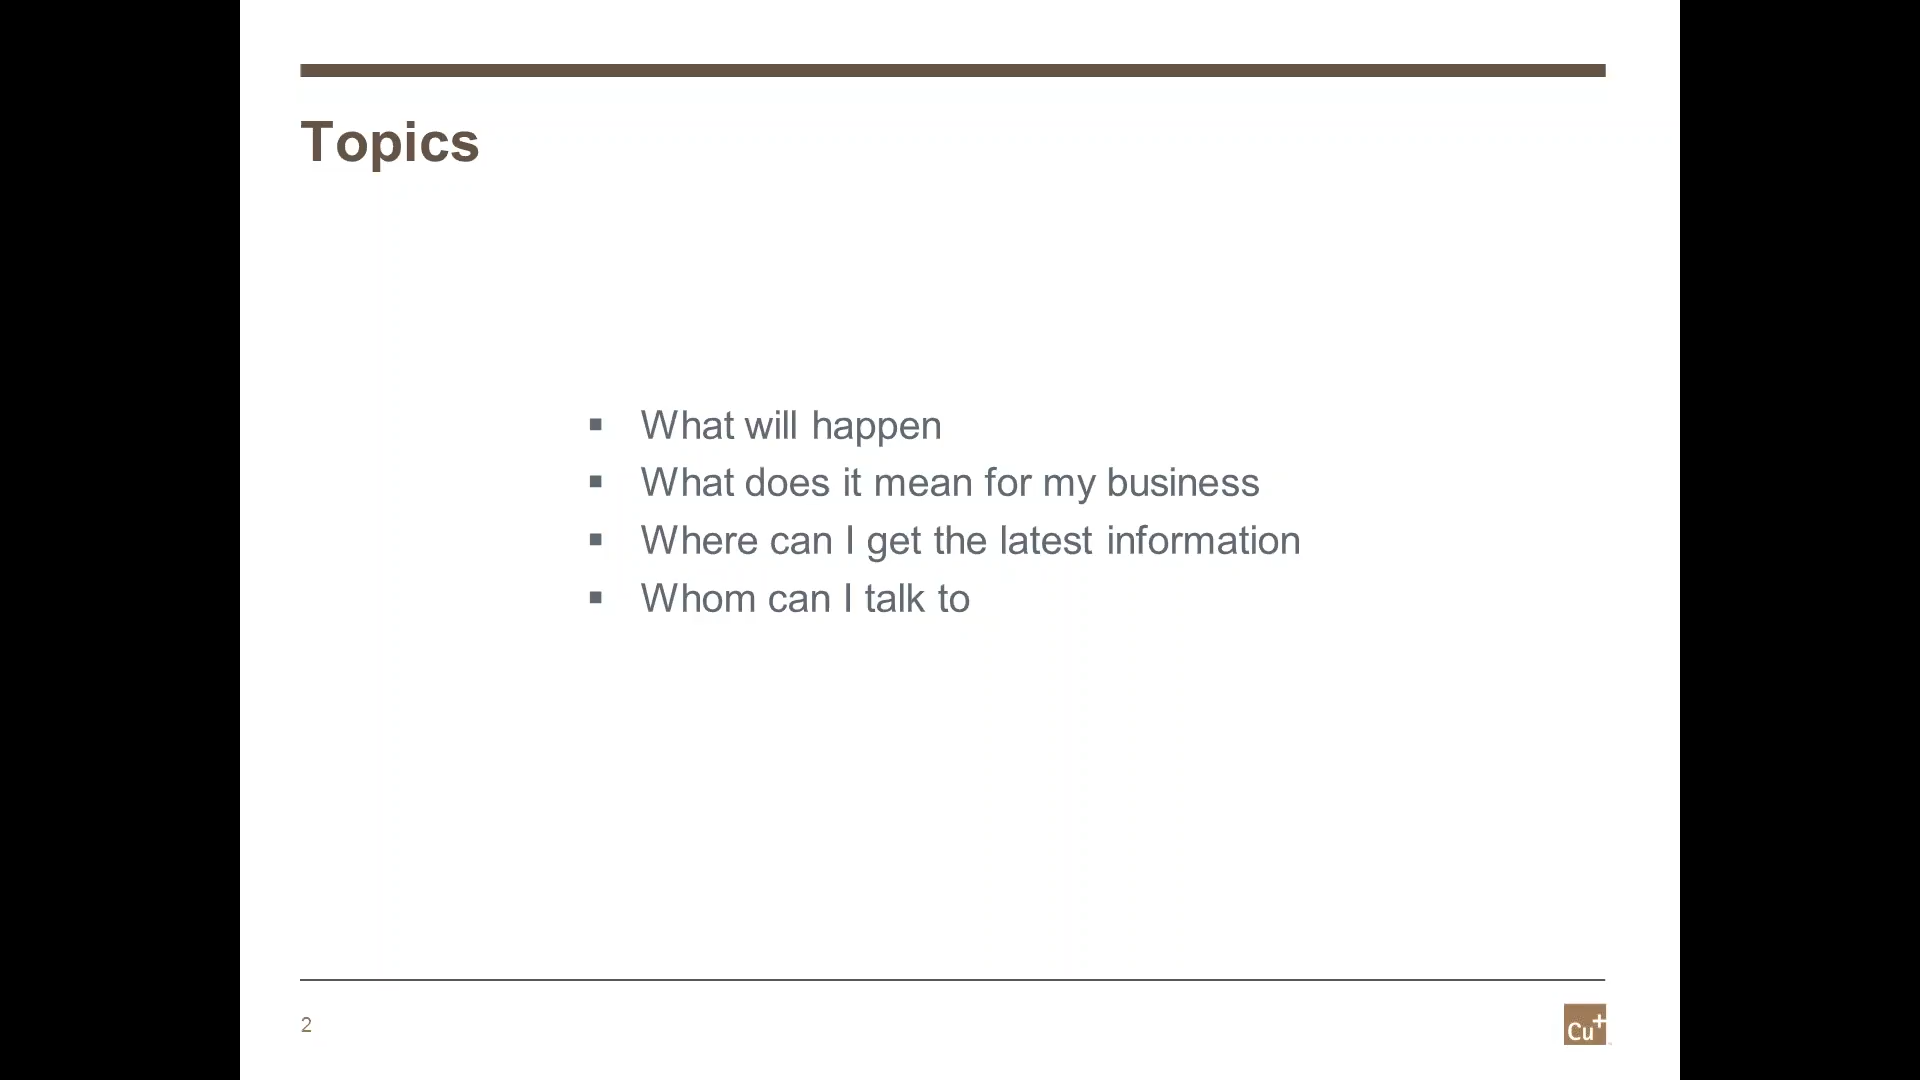 Topics
▪ What will happen
▪ What does it mean for my business
▪ Where can I get the latest information
▪ Whom can I talk to
2
Cu+